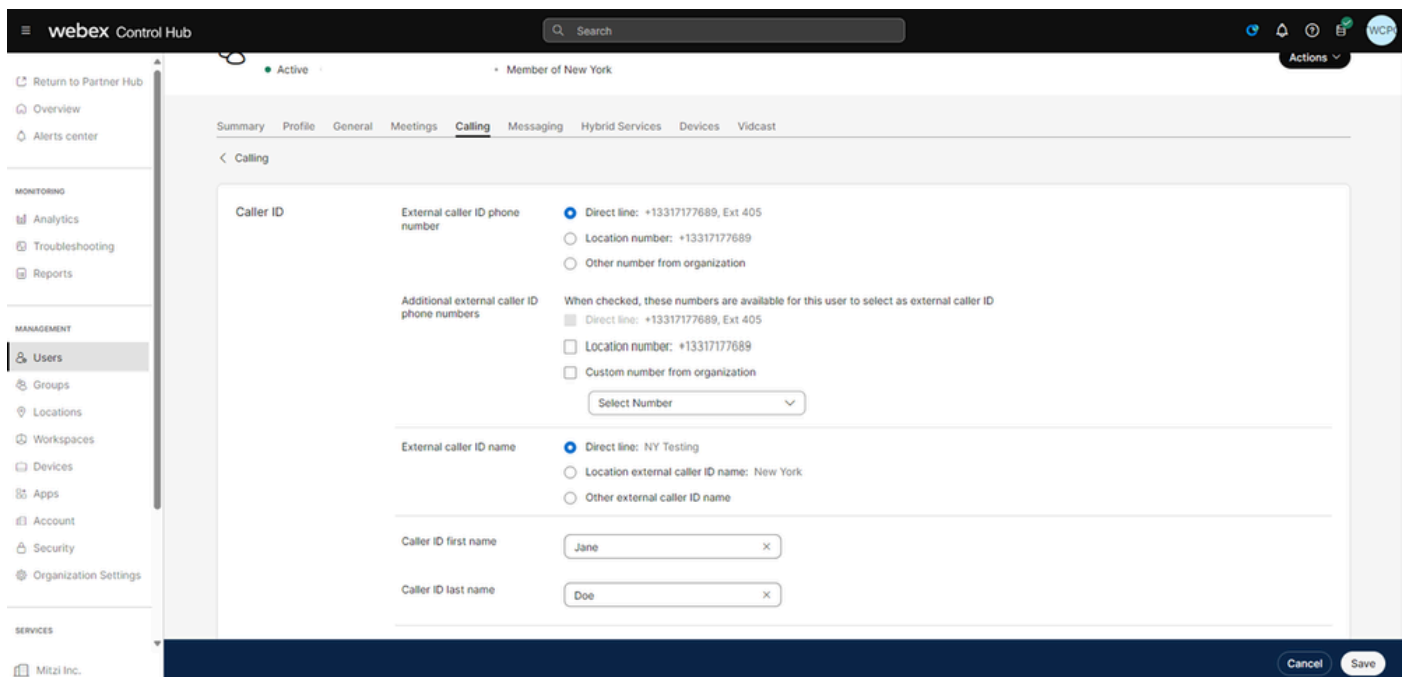 webex Control Hub
Search
WCPC
Return to Partner Hub
Overview
Alerts center
MONITORING
Analytics
Troubleshooting
Reports
MANAGEMENT
Users
Groups
Locations
Workspaces
Devices
Apps
Account
Security
Organization Settings
SERVICES
Mitzi Inc.
Active
Member of New York
Actions
Summary Profile General Meetings Calling Messaging Hybrid Services Devices Vidcast
Calling
Caller ID
External caller ID phone
number
Direct line: +13317177689, Ext 405
Location number: +13317177689
Other number from organization
Additional external caller ID
phone numbers
When checked, these numbers are available for this user to select as external caller ID
Direct line: +13317177689, Ext 405
Location number: +13317177689
Custom number from organization
Select Number
External caller ID name
Direct line: NY Testing
Location external caller ID name: New York
Other external caller ID name
Caller ID first name
Jane
Caller ID last name
Doe
Cancel
Save